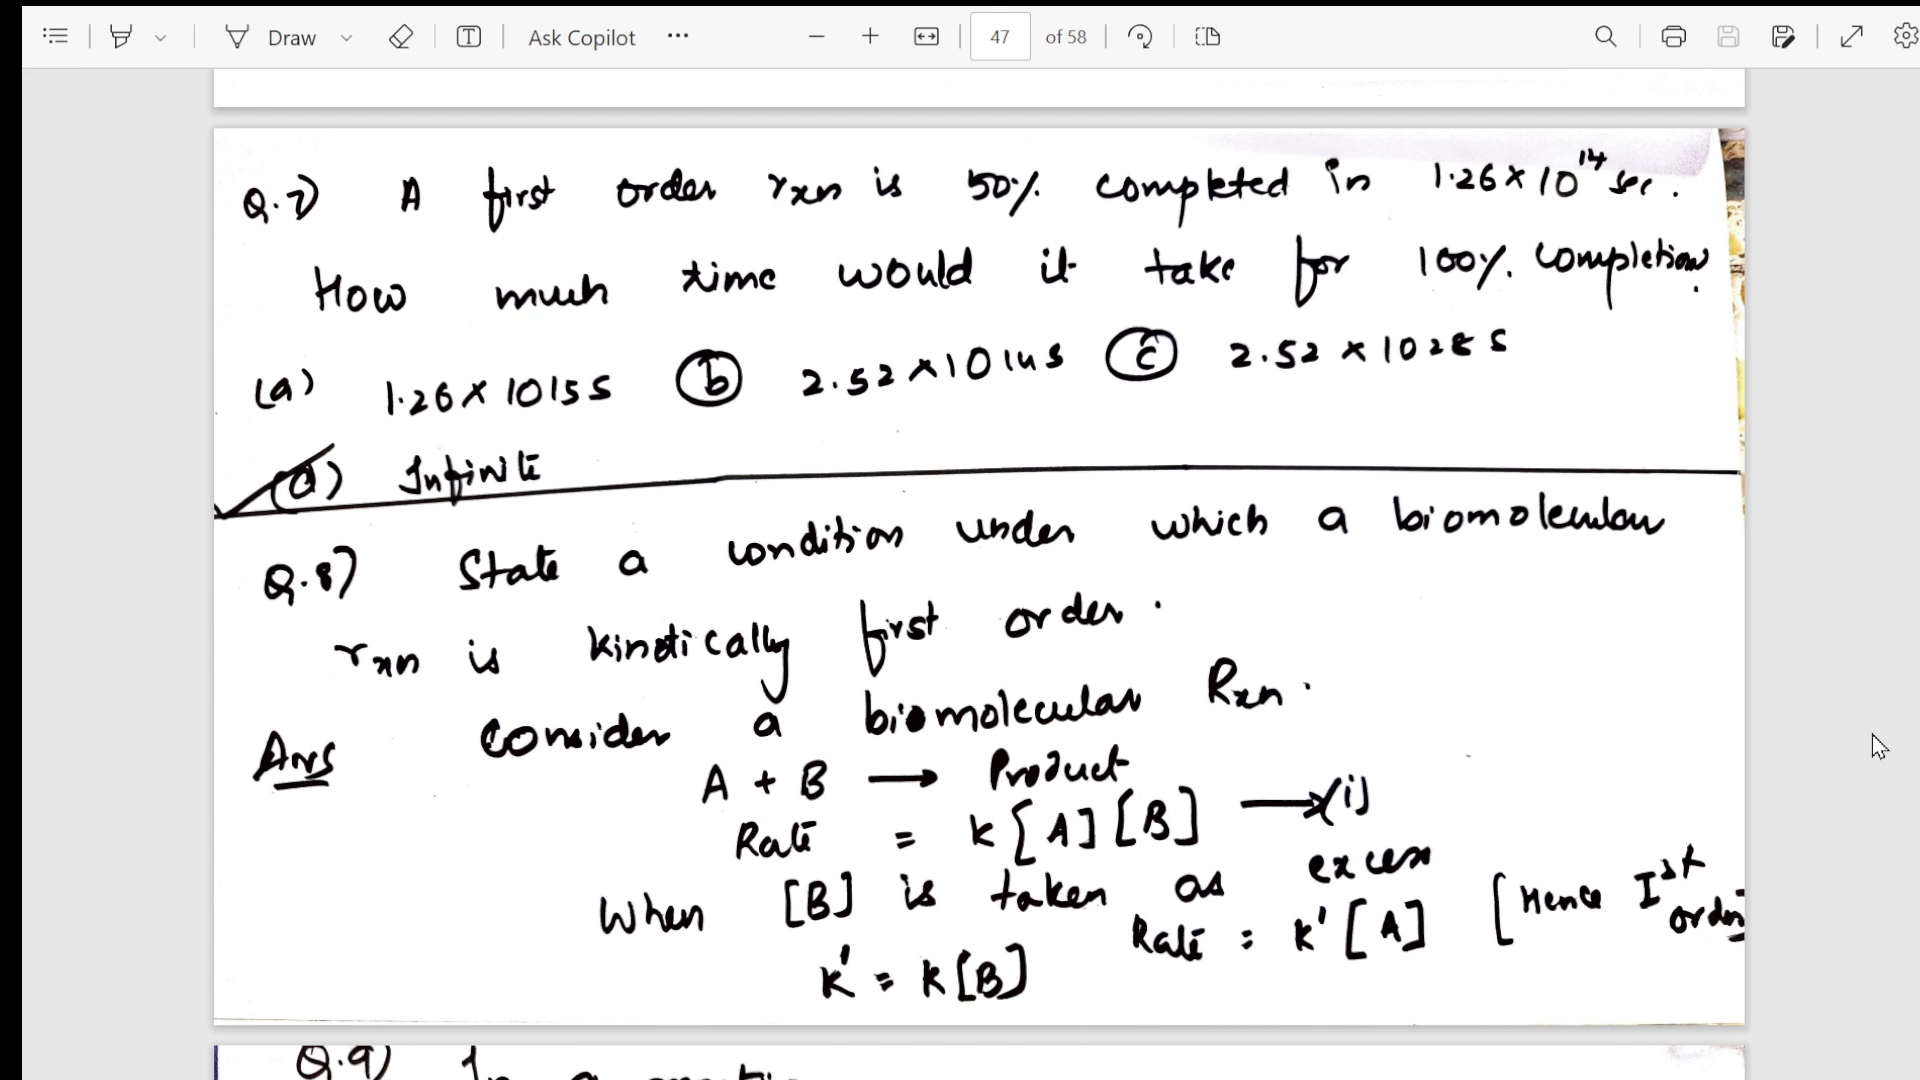 Draw
Ask Copilot
47 of 58
Q.7) A first order rxn is 50% completed in 1.26 × 10¹⁴ sec.
How much time would it take for 100% completion.
(a) 1.26 × 1015 s (b) 2.52 × 1014 s (c) 2.52 × 1028 s
(d) Infinite
Q.8) State a condition under which a biomolecular
rxn is kinetically first order.
Ans Consider a biomolecular Rxn.
A + B → Product
Rate = K[A][B] → (i)
When [B] is taken as excess
Rate = K'[A] [Hence Ist order]
K' = K[B]
Q.9) In a